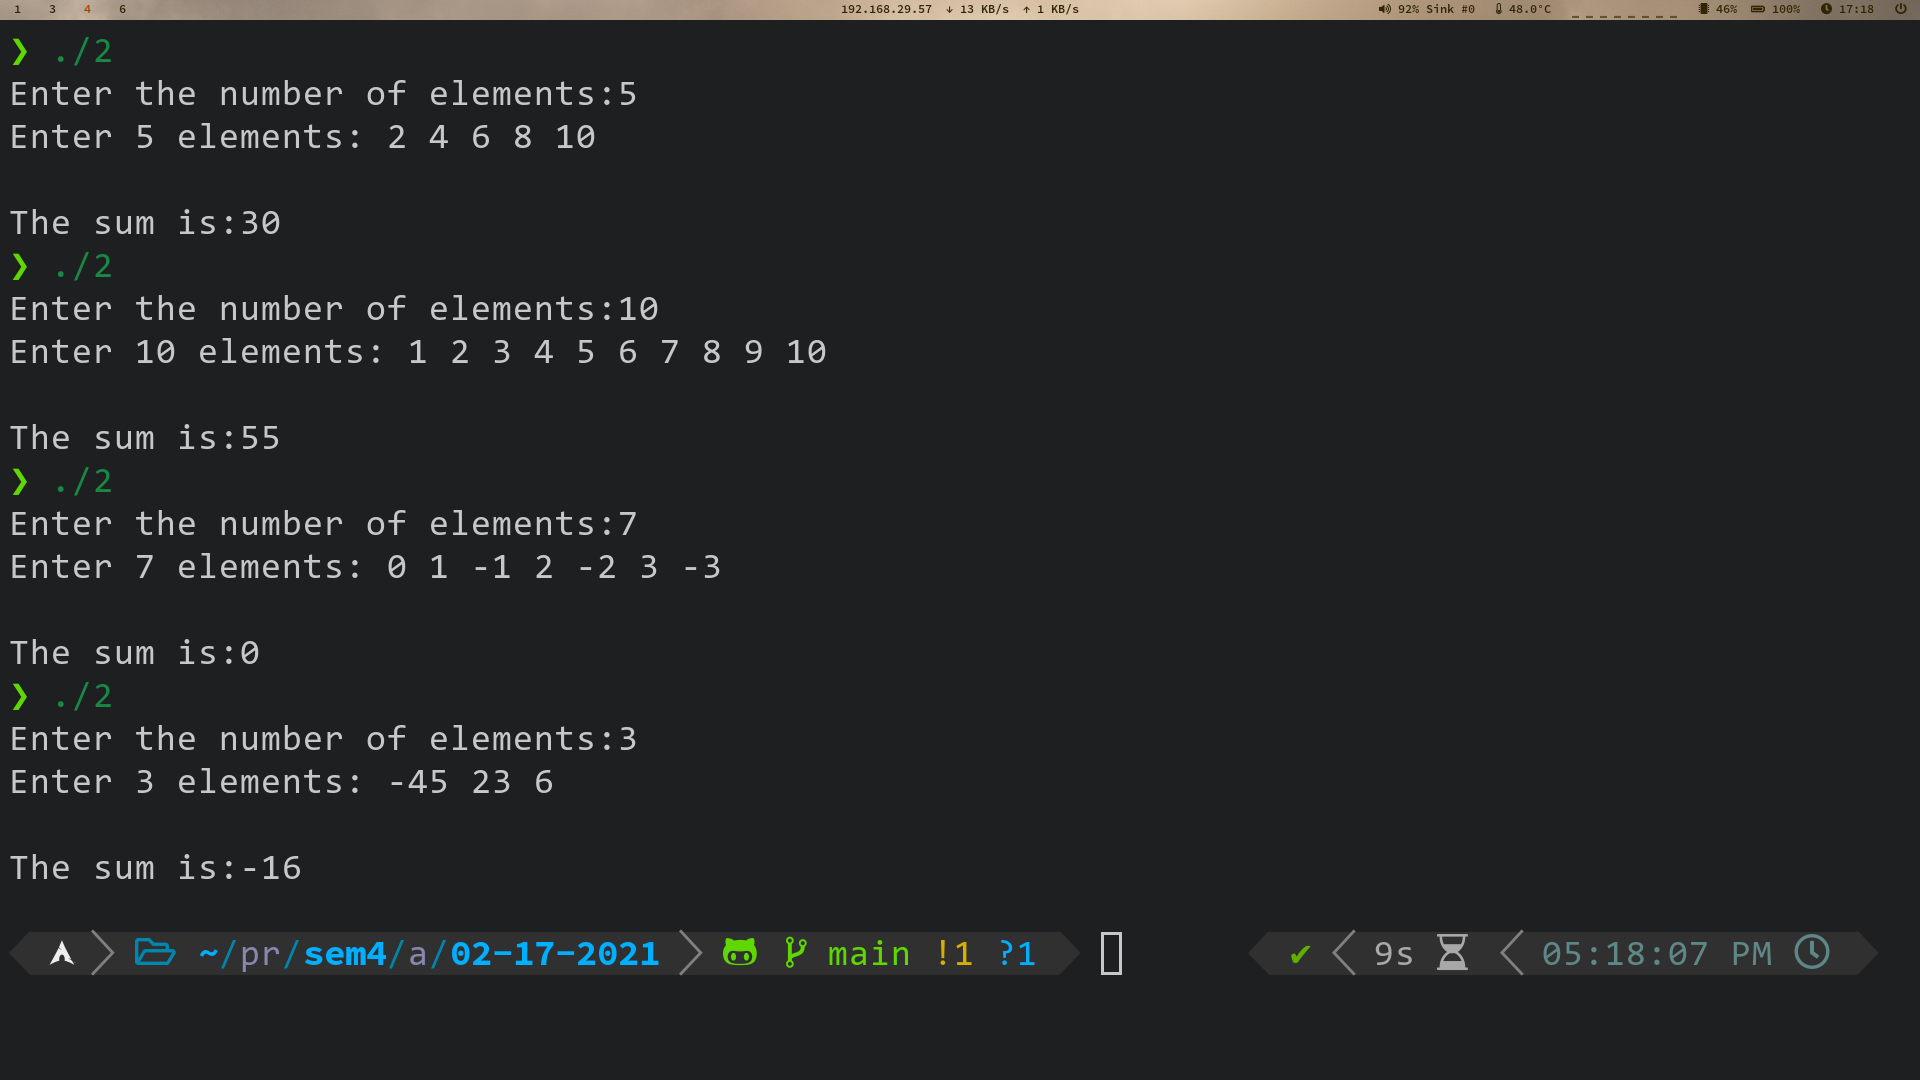 1 3 4 6 192.168.29.57 ↓ 13 KB/s ↑ 1 KB/s 92% Sink #0 48.0°C 46% 100% 17:18
❯ ./2
Enter the number of elements:5
Enter 5 elements: 2 4 6 8 10
The sum is:30
❯ ./2
Enter the number of elements:10
Enter 10 elements: 1 2 3 4 5 6 7 8 9 10
The sum is:55
❯ ./2
Enter the number of elements:7
Enter 7 elements: 0 1 -1 2 -2 3 -3
The sum is:0
❯ ./2
Enter the number of elements:3
Enter 3 elements: -45 23 6
The sum is:-16
~/pr/sem4/a/02-17-2021 main !1 ?1 ✔ 9s 05:18:07 PM